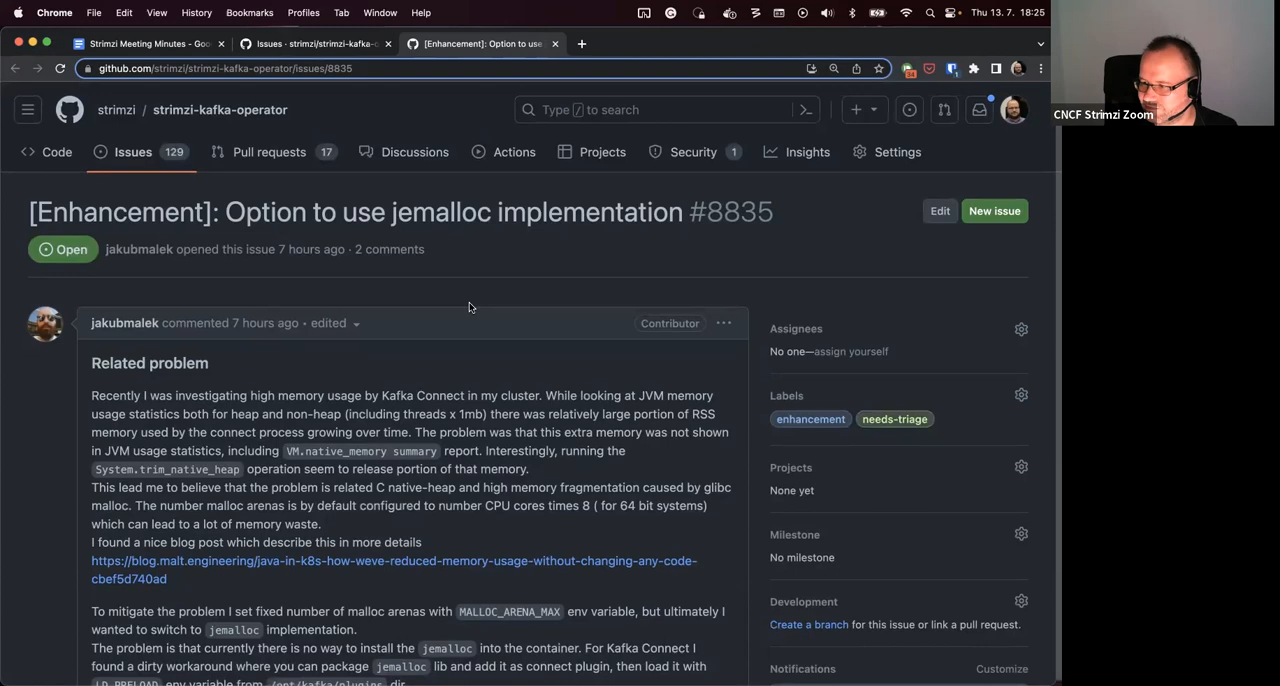 Chrome File Edit View History Bookmarks Profiles Tab Window Help Thu 13. 7. 18:25
Strimzi Meeting Minutes - Goo Issues · strimzi/strimzi-kafka-o [Enhancement]: Option to use
github.com/strimzi/strimzi-kafka-operator/issues/8835
strimzi / strimzi-kafka-operator Type / to search
CNCF Strimzi Zoom
Code Issues 129 Pull requests 17 Discussions Actions Projects Security 1 Insights Settings
[Enhancement]: Option to use jemalloc implementation #8835
Edit New issue
Open jakubmalek opened this issue 7 hours ago · 2 comments
jakubmalek commented 7 hours ago • edited Contributor
Related problem
Recently I was investigating high memory usage by Kafka Connect in my cluster. While looking at JVM memory
usage statistics both for heap and non-heap (including threads x 1mb) there was relatively large portion of RSS
memory used by the connect process growing over time. The problem was that this extra memory was not shown
in JVM usage statistics, including VM.native_memory summary report. Interestingly, running the
System.trim_native_heap operation seem to release portion of that memory.
This lead me to believe that the problem is related C native-heap and high memory fragmentation caused by glibc
malloc. The number malloc arenas is by default configured to number CPU cores times 8 ( for 64 bit systems)
which can lead to a lot of memory waste.
I found a nice blog post which describe this in more details
https://blog.malt.engineering/java-in-k8s-how-weve-reduced-memory-usage-without-changing-any-code-
cbef5d740ad
To mitigate the problem I set fixed number of malloc arenas with MALLOC_ARENA_MAX env variable, but ultimately I
wanted to switch to jemalloc implementation.
The problem is that currently there is no way to install the jemalloc into the container. For Kafka Connect I
found a dirty workaround where you can package jemalloc lib and add it as connect plugin, then load it with
LD_PRELOAD env variable from /opt/kafka/plugins dir.
Assignees
No one—assign yourself
Labels
enhancement needs-triage
Projects
None yet
Milestone
No milestone
Development
Create a branch for this issue or link a pull request.
Notifications Customize